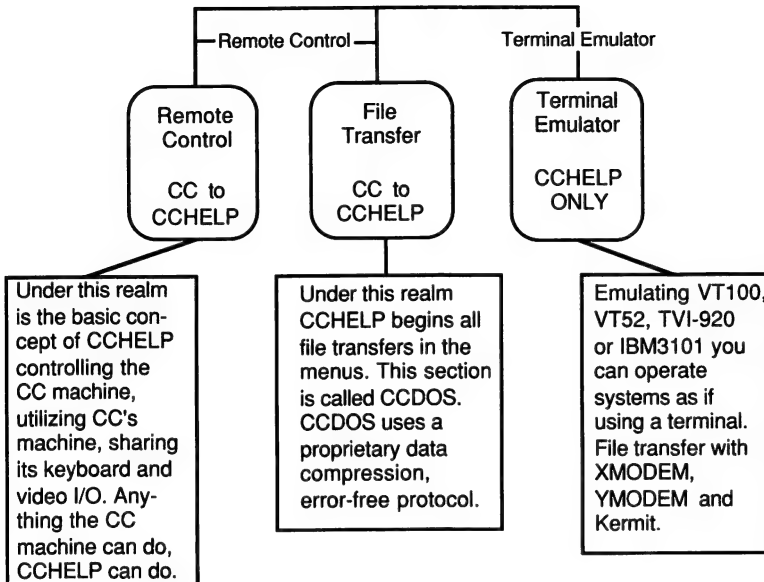 Remote Control
Terminal Emulator
Remote
Control
CC to
CCHELP
File
Transfer
CC to
CCHELP
Terminal
Emulator
CCHELP
ONLY
Under this realm
is the basic con-
cept of CCHELP
controlling the
CC machine,
utilizing CC's
machine, sharing
its keyboard and
video I/O. Any-
thing the CC
machine can do,
CCHELP can do.
Under this realm
CCHELP begins all
file transfers in the
menus. This section
is called CCDOS.
CCDOS uses a
proprietary data
compression,
error-free protocol.
Emulating VT100,
VT52, TVI-920
or IBM3101 you
can operate
systems as if
using a terminal.
File transfer with
XMODEM,
YMODEM and
Kermit.